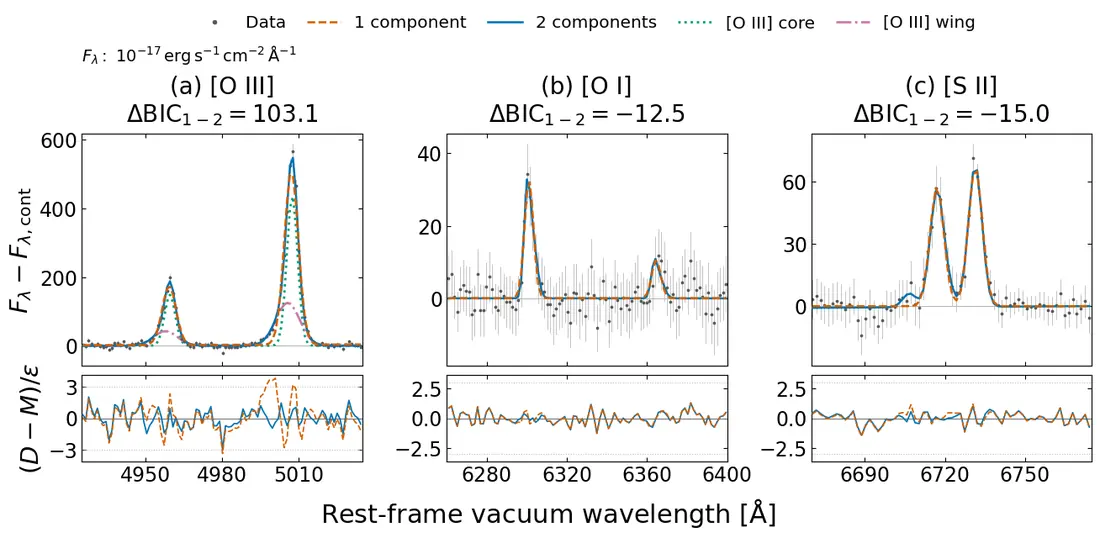 Data 1 component 2 components [O III] core [O III] wing
F_λ : 10^−17 erg s^−1 cm^−2 Å^−1
(a) [O III] (b) [O I] (c) [S II]
ΔBIC_1−2 = 103.1 ΔBIC_1−2 = −12.5 ΔBIC_1−2 = −15.0
F_λ − F_λ, cont
600
400
200
0
40
20
0
60
30
0
(D − M)/ε
3
0
−3
2.5
0.0
−2.5
2.5
0.0
−2.5
4950 4980 5010 6280 6320 6360 6400 6690 6720 6750
Rest-frame vacuum wavelength [Å]